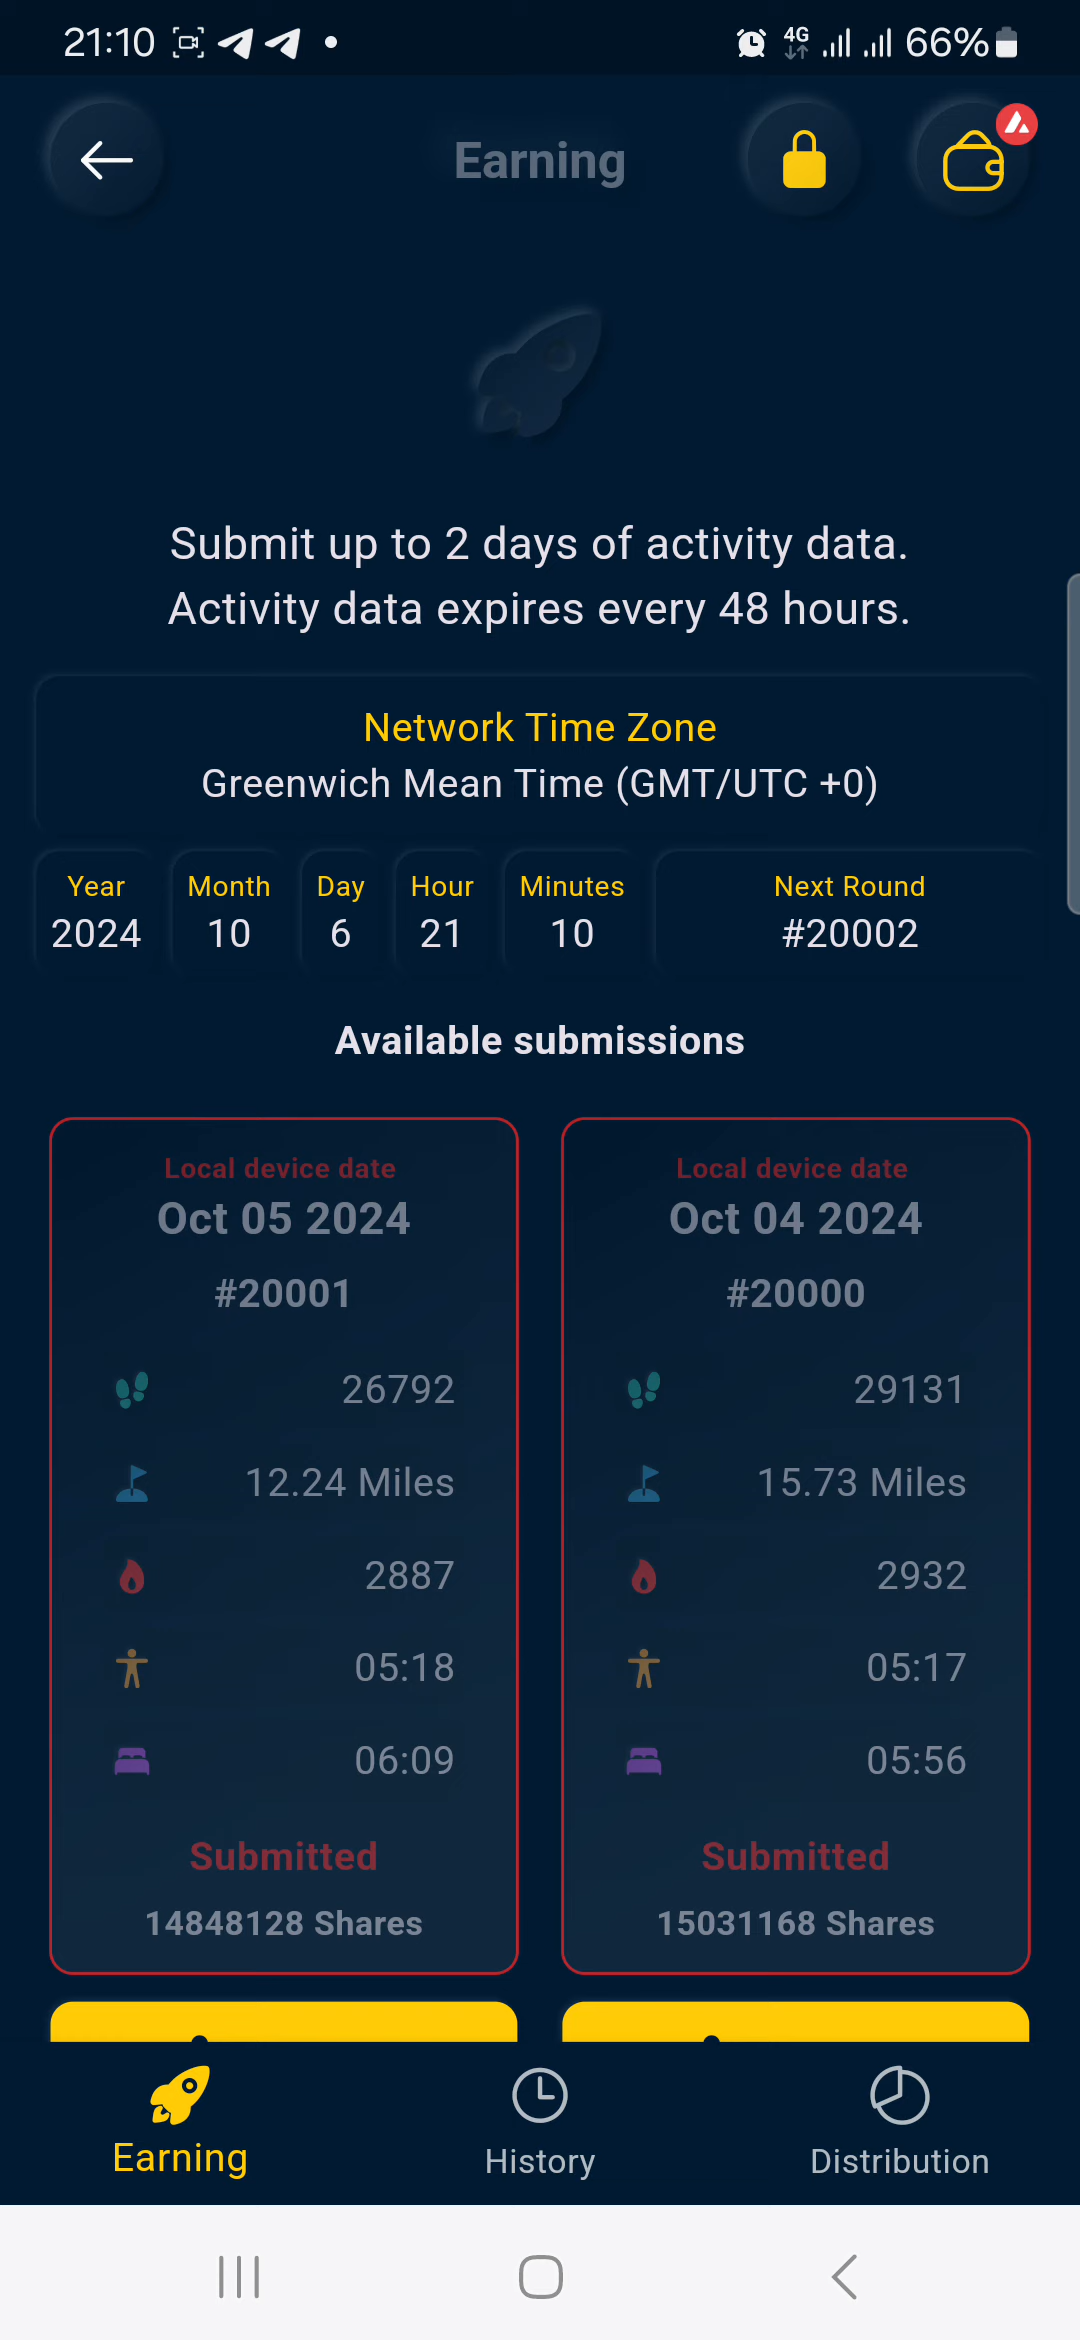 21:10
4G
66%
Earning
Submit up to 2 days of activity data.
Activity data expires every 48 hours.
Network Time Zone
Greenwich Mean Time (GMT/UTC +0)
Year
2024
Month
10
Day
6
Hour
21
Minutes
10
Next Round
#20002
Available submissions
Local device date
Oct 05 2024
#20001
26792
12.24 Miles
2887
05:18
06:09
Submitted
14848128 Shares
Local device date
Oct 04 2024
#20000
29131
15.73 Miles
2932
05:17
05:56
Submitted
15031168 Shares
Earning
History
Distribution